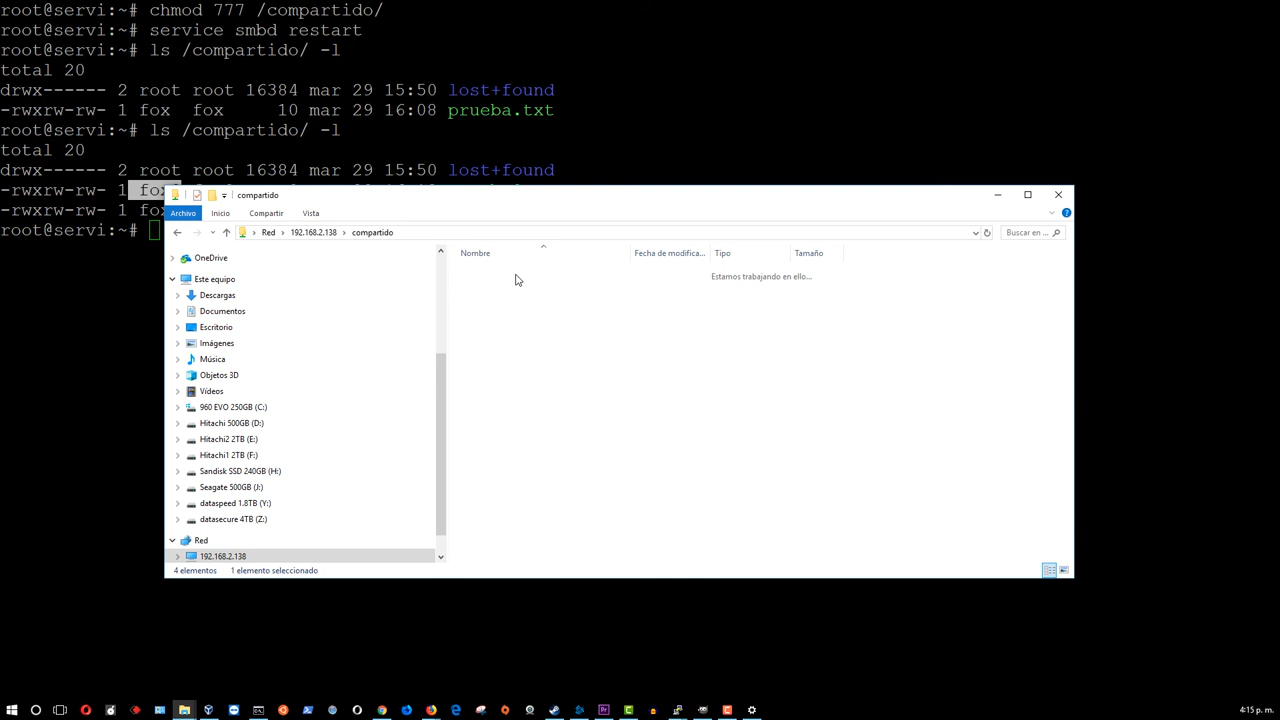 root@servi:~# chmod 777 /compartido/
root@servi:~# service smbd restart
root@servi:~# ls /compartido/ -l
total 20
drwx------ 2 root root 16384 mar 29 15:50 lost+found
-rwxrw-rw- 1 fox  fox     10 mar 29 16:08 prueba.txt
root@servi:~# ls /compartido/ -l
total 20
drwx------ 2 root root 16384 mar 29 15:50 lost+found
-rwxrw-rw- 1 fox
-rwxrw-rw- 1 fox
root@servi:~#
compartido
Archivo Inicio Compartir Vista
Red 192.168.2.138 compartido
Buscar en ...
Nombre Fecha de modifica... Tipo Tamaño
Estamos trabajando en ello...
OneDrive
Este equipo
Descargas
Documentos
Escritorio
Imágenes
Música
Objetos 3D
Vídeos
960 EVO 250GB (C:)
Hitachi 500GB (D:)
Hitachi2 2TB (E:)
Hitachi1 2TB (F:)
Sandisk SSD 240GB (H:)
Seagate 500GB (J:)
dataspeed 1.8TB (Y:)
datasecure 4TB (Z:)
Red
192.168.2.138
4 elementos 1 elemento seleccionado
4:15 p. m.